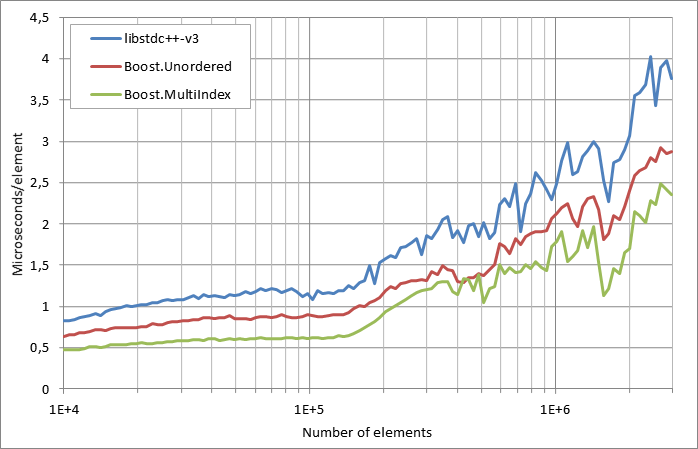 4,5
4
3,5
3
2,5
2
1,5
1
0,5
0
Microseconds/element
libstdc++-v3
Boost.Unordered
Boost.MultiIndex
1E+4
1E+5
1E+6
Number of elements